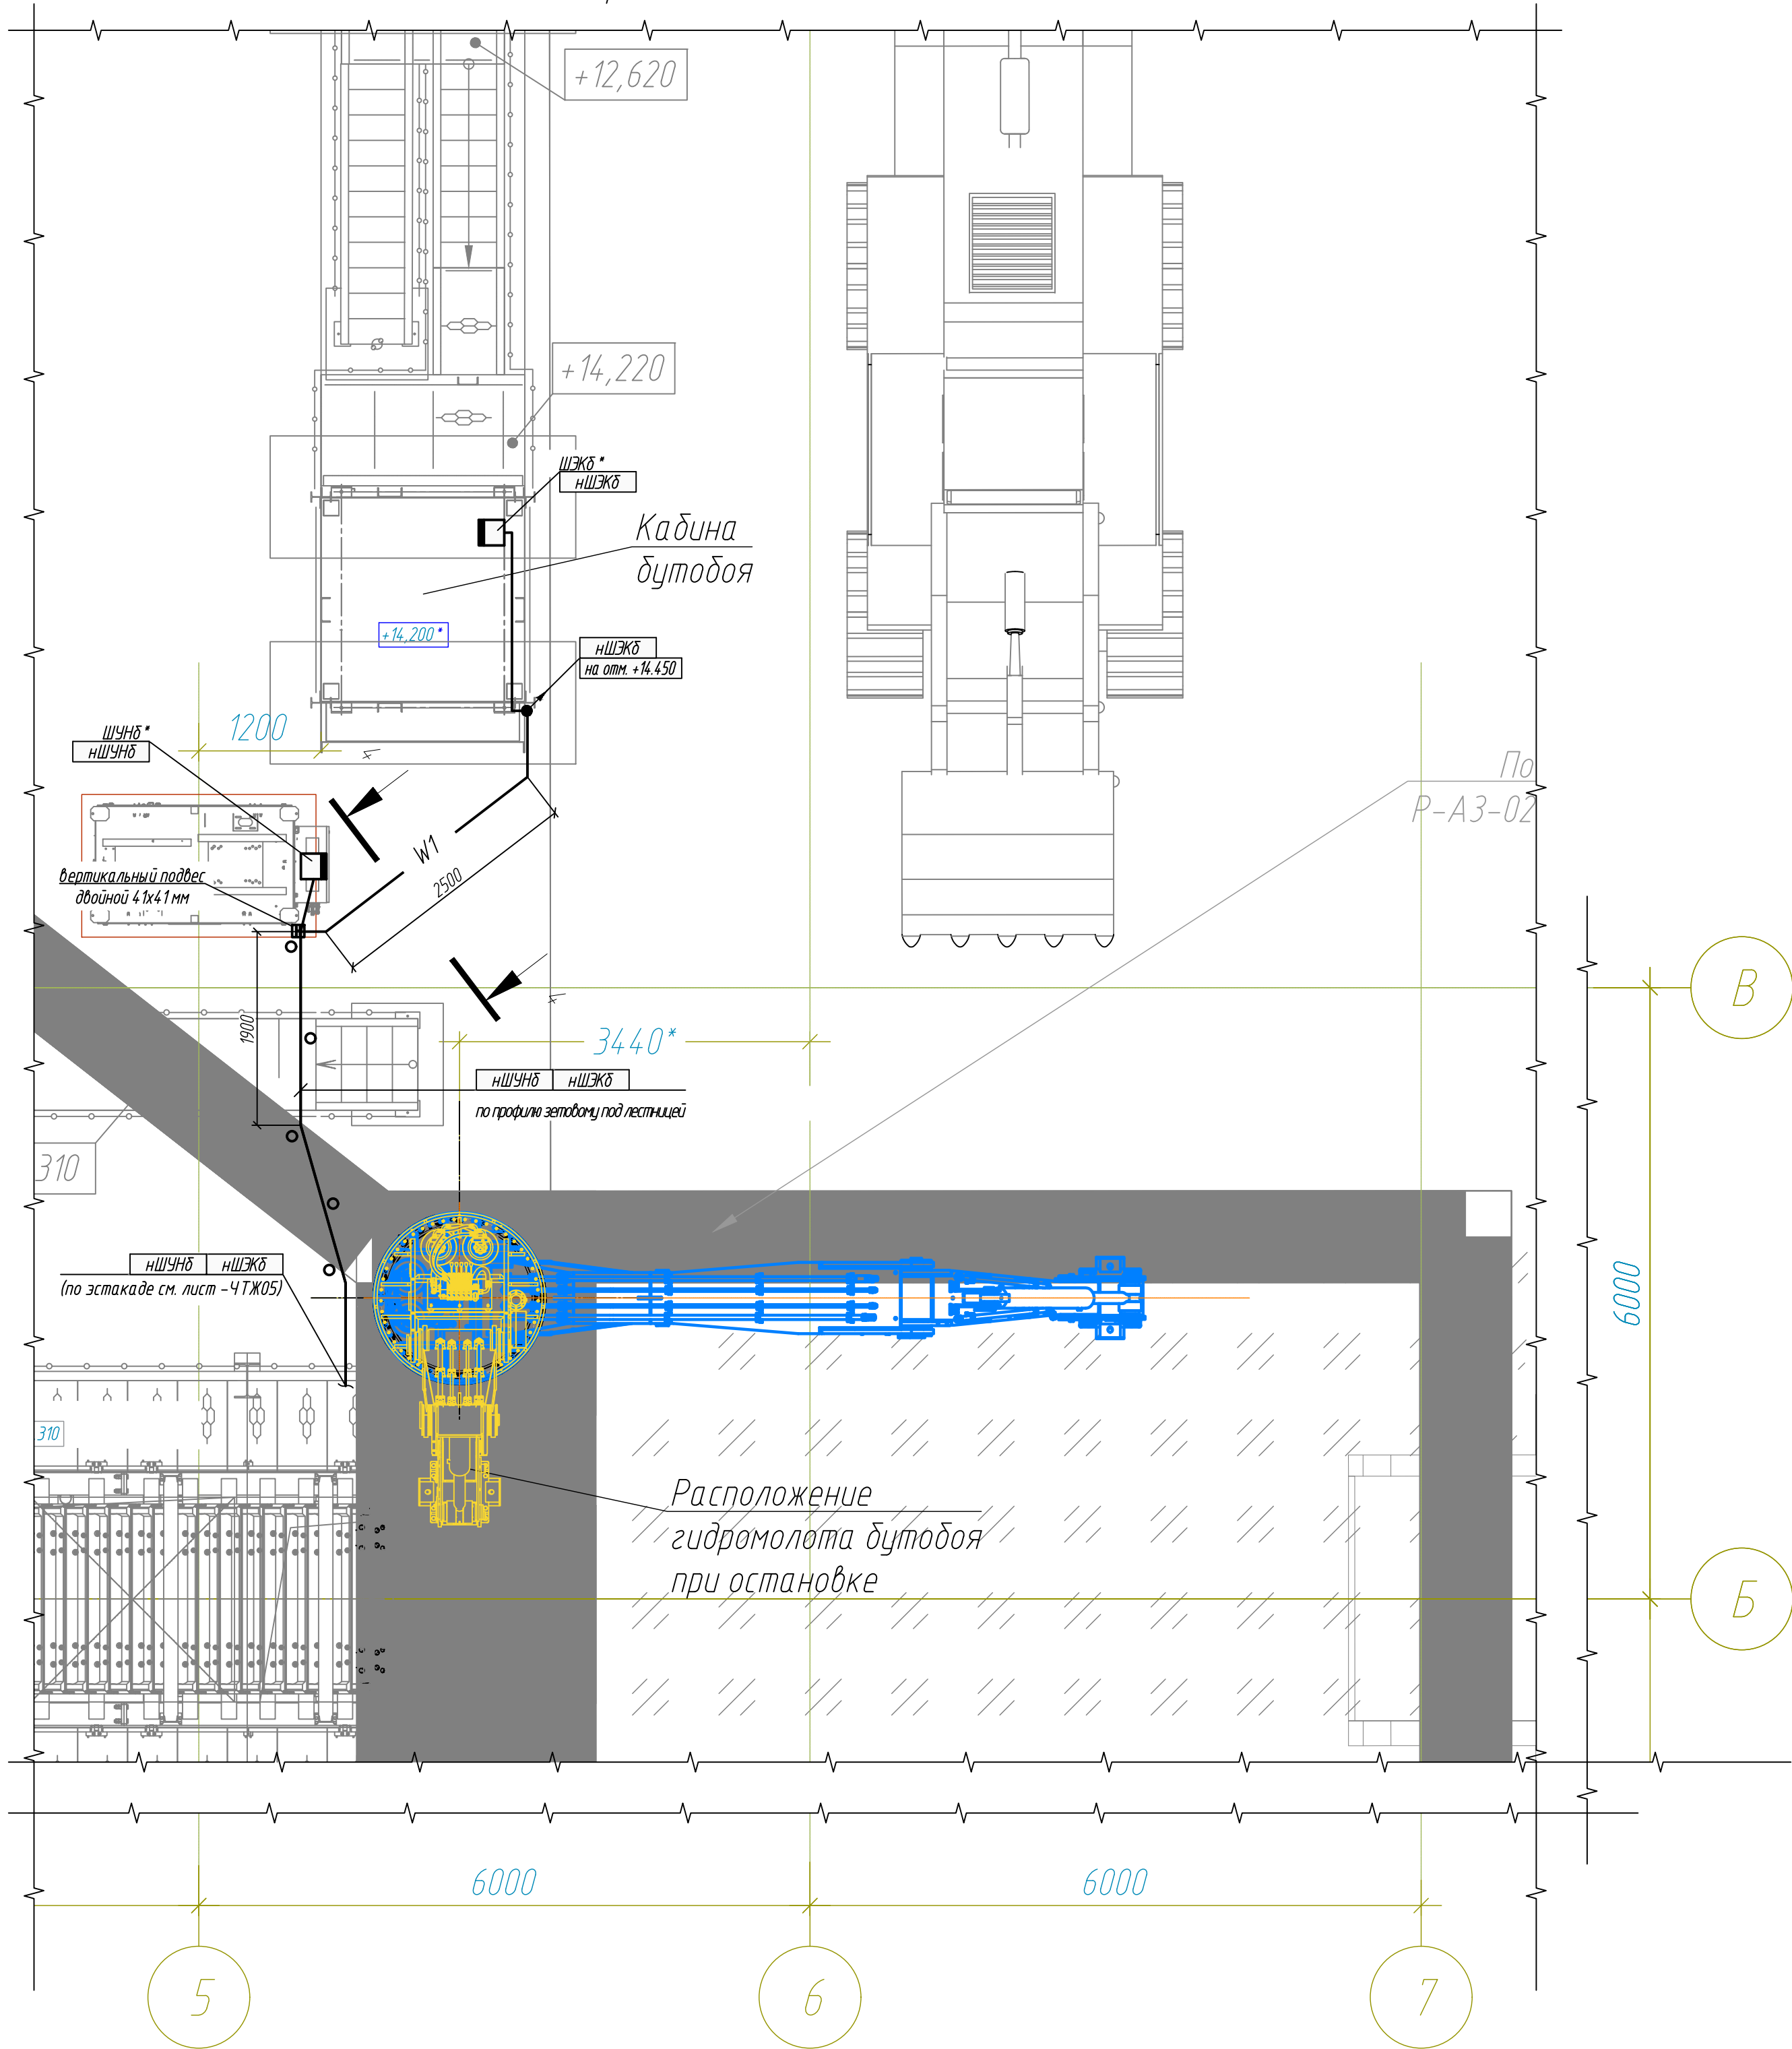 +12,620
+14,220
ШЭКб *
нШЭКб
Кабина
бутобоя
+14,200 *
нШЭКб
на отм. +14.450
1200
ШУНб *
нШУНб
По
Р-А3-02
W1
2500
вертикальный подвес
двойной 41х41 мм
В
1900
3440*
нШУНб нШЭКб
по профилю зетовому под лестницей
310
нШУНб нШЭКб
(по эстакаде см. лист -ЧТЖ05)
6000
310
Расположение
гидромолота бутобоя
при остановке
Б
6000
6000
5
6
7